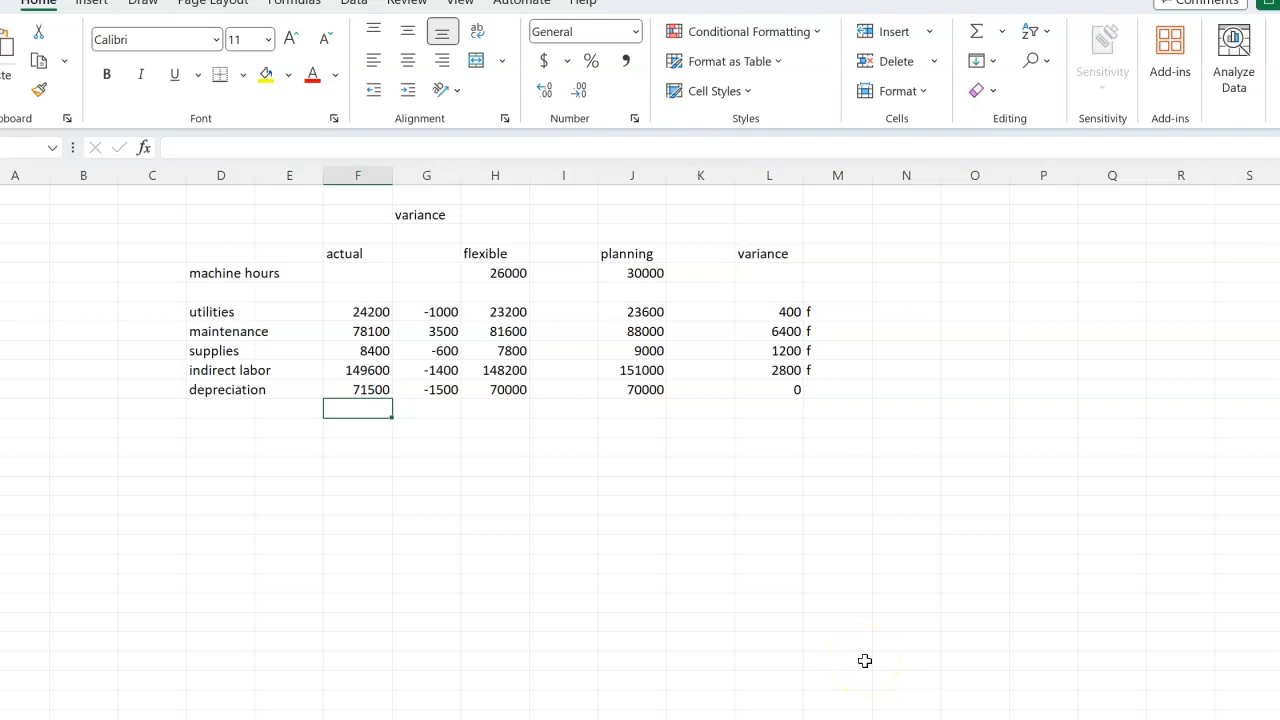 Home Insert Draw Page Layout Formulas Data Review View Automate Help Comments
Calibri 11 A A General Conditional Formatting Insert
B I U A $ % Format as Table Delete Sensitivity Add-ins Analyze Data
Cell Styles Format
Font Alignment Number Styles Cells Editing Sensitivity Add-ins
fx
A B C D E F G H I J K L M N O P Q R S
variance
actual flexible planning variance
machine hours 26000 30000
utilities 24200 -1000 23200 23600 400 f
maintenance 78100 3500 81600 88000 6400 f
supplies 8400 -600 7800 9000 1200 f
indirect labor 149600 -1400 148200 151000 2800 f
depreciation 71500 -1500 70000 70000 0